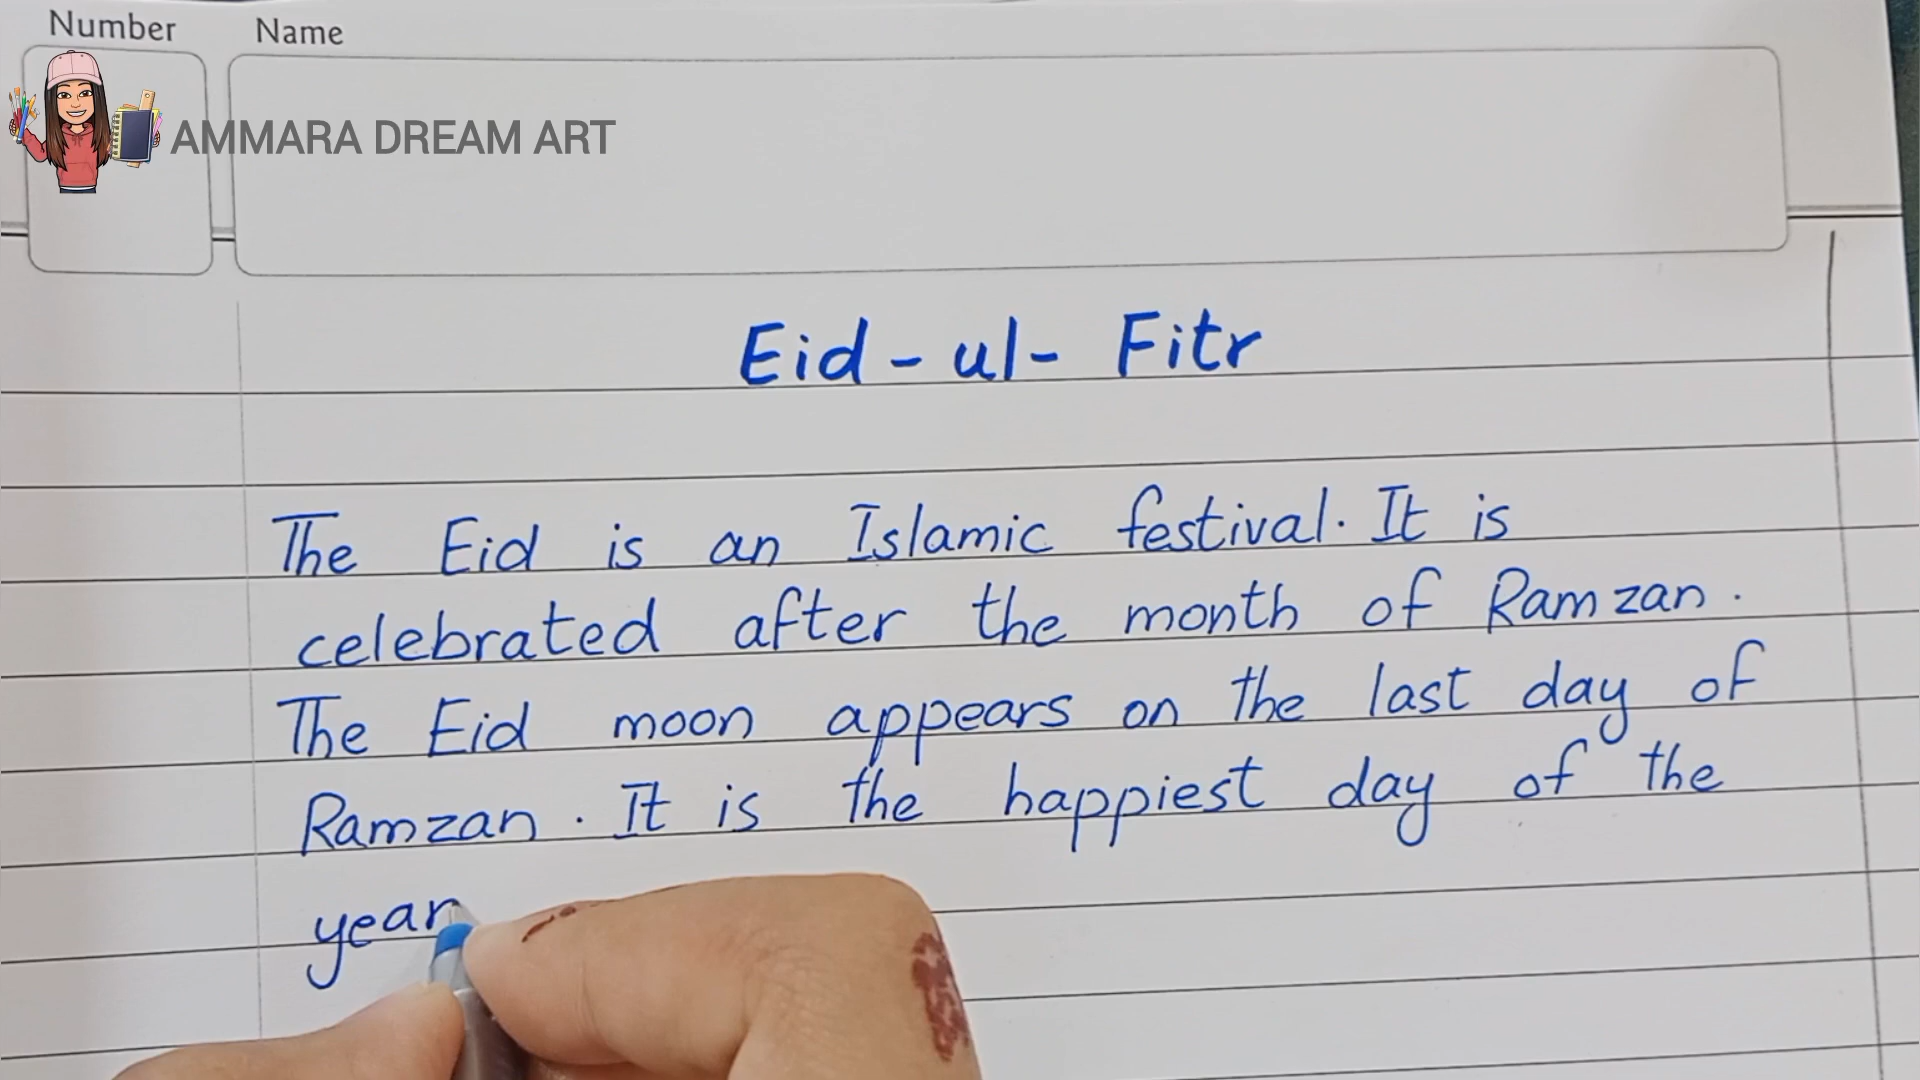 Number Name
AMMARA DREAM ART
Eid-ul-Fitr
The Eid is an Islamic festival. It is
celebrated after the month of Ramzan.
The Eid moon appears on the last day of
Ramzan. It is the happiest day of the
year